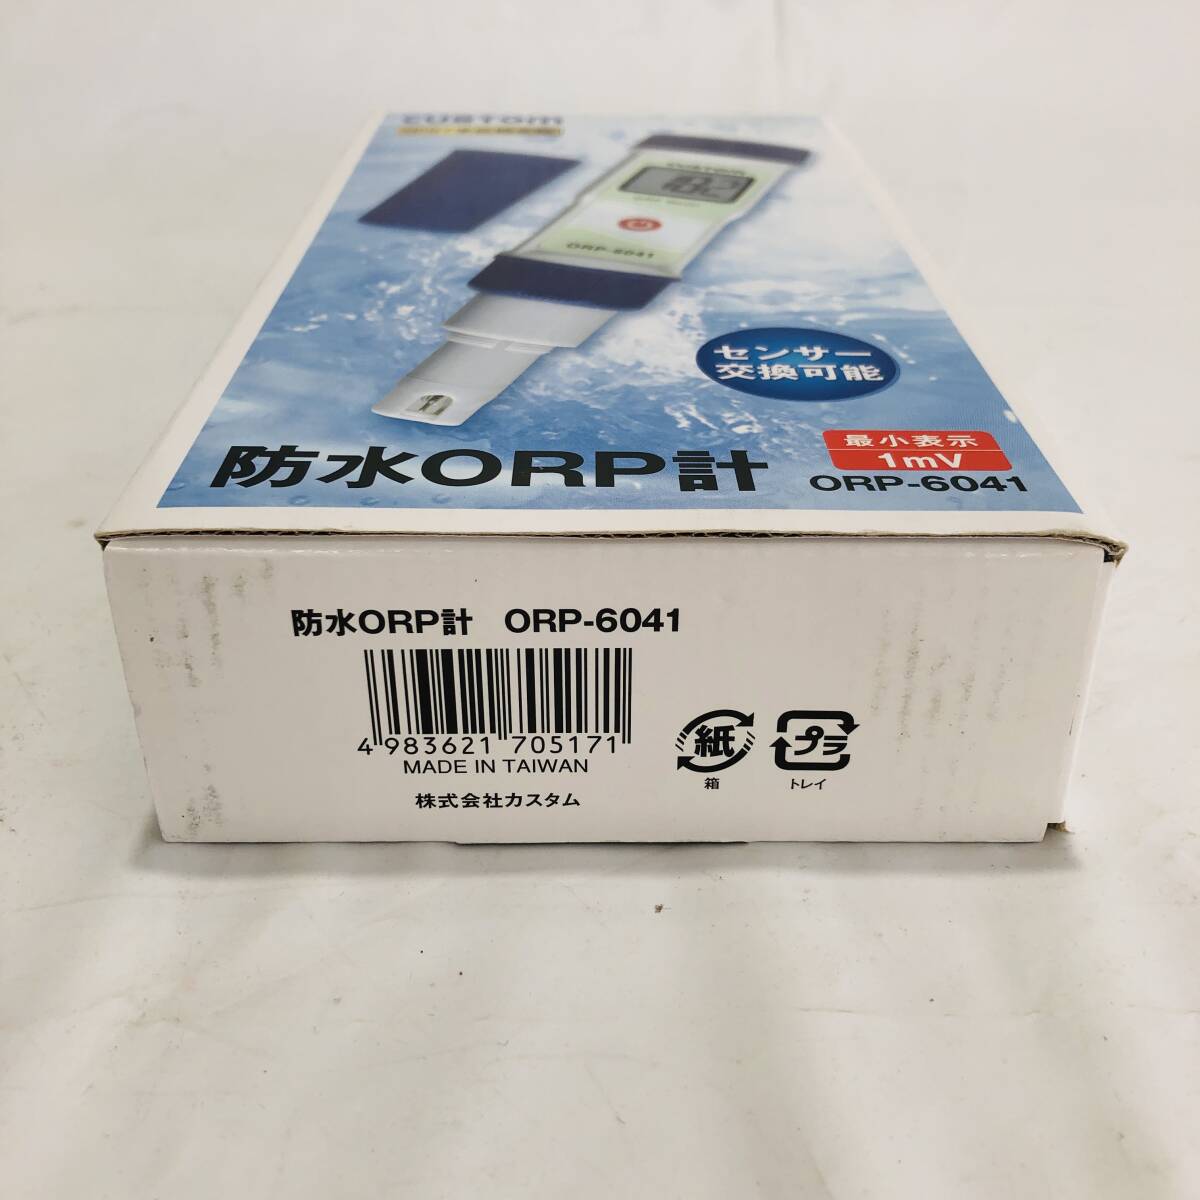 CUSTOM
CUSTOM
ORP-6041
センサー
交換可能
最小表示
1mV
防水ORP計
ORP-6041
防水ORP計 ORP-6041
4 983621 705171
MADE IN TAIWAN
株式会社カスタム
紙
箱
プラ
トレイ